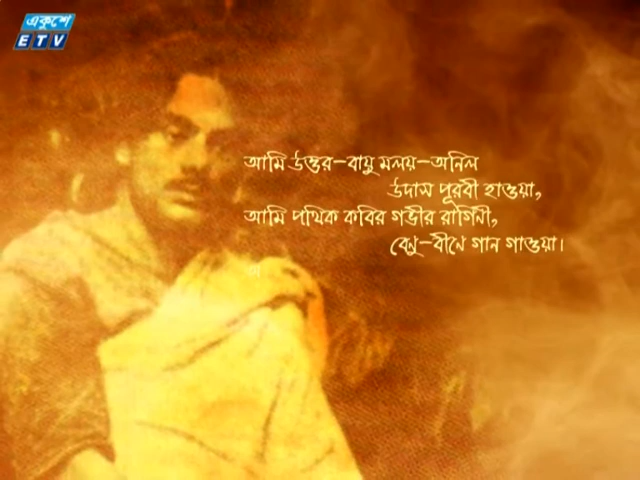 একুশে
ETV
আমি উত্তর-বায়ু মলয়-অনিল
উদাস পূরবী হাওয়া,
আমি পথিক কবির গভীর রাগিণী,
বেণু-বীণে গান গাওয়া।